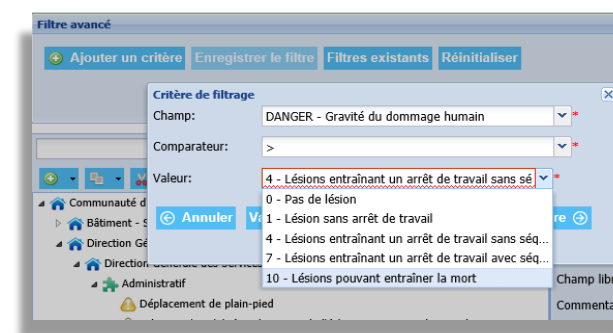 Filtre avancé
Ajouter un critère Enregistrer le filtre Filtres existants Réinitialiser
Critère de filtrage
Champ: DANGER - Gravité du dommage humain *
Comparateur: > *
Valeur: 4 - Lésions entraînant un arrêt de travail sans sé *
0 - Pas de lésion
1 - Lésion sans arrêt de travail
4 - Lésions entraînant un arrêt de travail sans séq...
7 - Lésions entraînant un arrêt de travail avec séq...
10 - Lésions pouvant entraîner la mort
Annuler
Communauté d
Bâtiment - S
Direction Gé
Direction Générale des Services
Administratif
Déplacement de plain-pied
Champ libr
Commenta